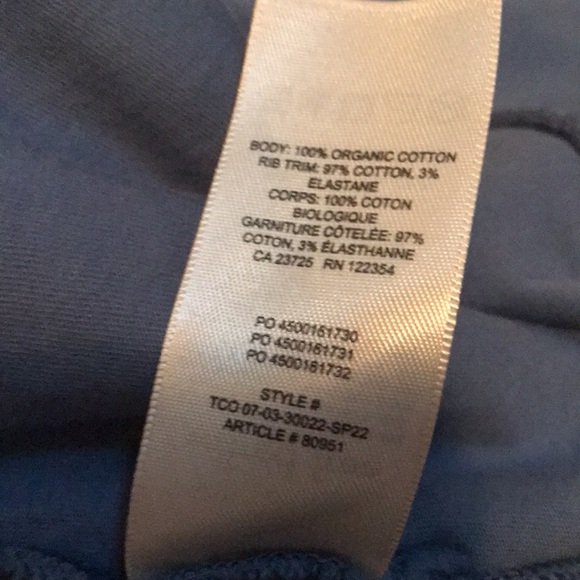 BODY: 100% ORGANIC COTTON
RIB TRIM: 97% COTTON, 3%
ELASTANE
CORPS: 100% COTON
BIOLOGIQUE
GARNITURE CÔTELÉE: 97%
COTON, 3% ÉLASTHANNE
CA 23725 RN 122354
PO 4500161730
PO 4500161731
PO 4500161732
STYLE #
TCO 07-03-30022-SP22
ARTICLE # 80951